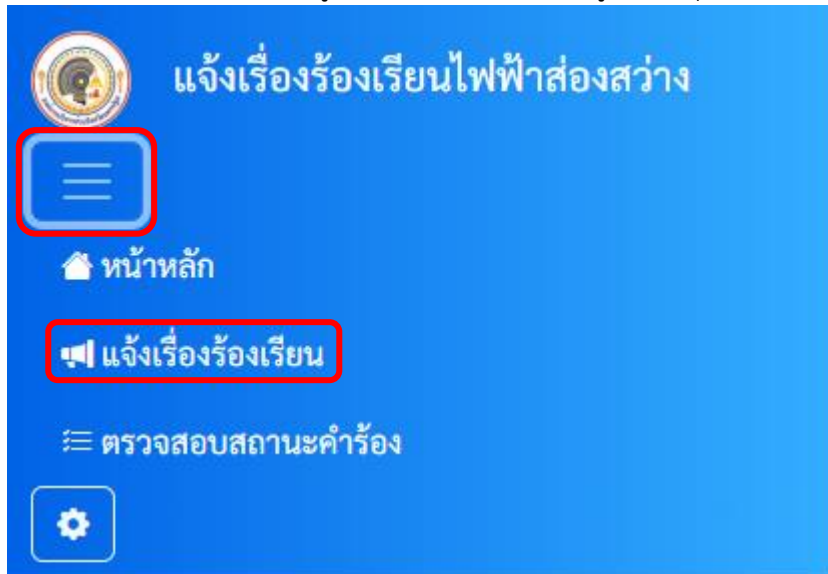 แจ้งเรื่องร้องเรียนไฟฟ้าส่องสว่าง
หน้าหลัก
แจ้งเรื่องร้องเรียน
ตรวจสอบสถานะคำร้อง